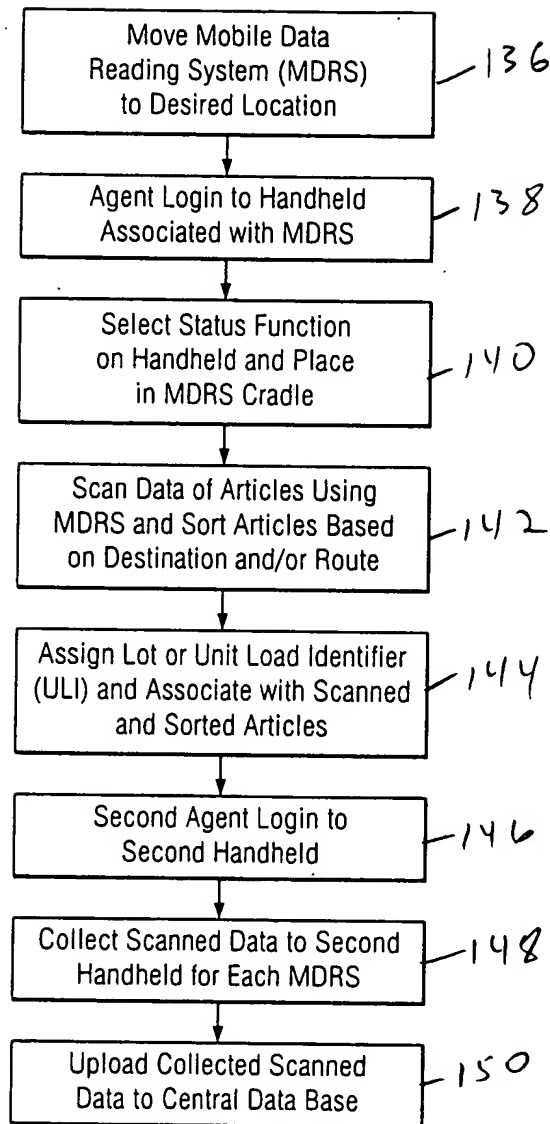 Move Mobile Data
Reading System (MDRS)
to Desired Location
136
Agent Login to Handheld
Associated with MDRS
138
Select Status Function
on Handheld and Place
in MDRS Cradle
140
Scan Data of Articles Using
MDRS and Sort Articles Based
on Destination and/or Route
142
Assign Lot or Unit Load Identifier
(ULI) and Associate with Scanned
and Sorted Articles
144
Second Agent Login to
Second Handheld
146
Collect Scanned Data to Second
Handheld for Each MDRS
148
Upload Collected Scanned
Data to Central Data Base
150